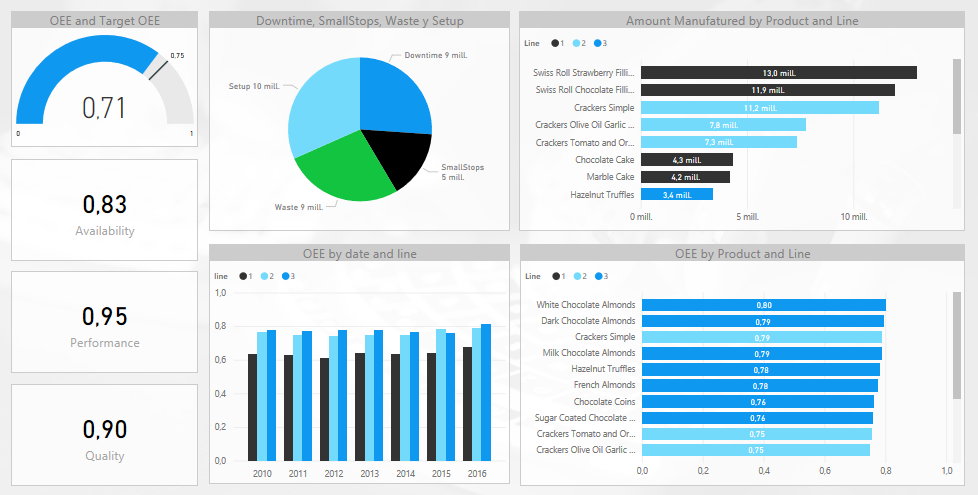 OEE and Target OEE
0,75
0,71
0
1
0,83
Availability
0,95
Performance
0,90
Quality
Downtime, SmallStops, Waste y Setup
Downtime 9 mill.
Setup 10 mill.
SmallStops
5 mill.
Waste 9 mill.
Amount Manufatured by Product and Line
Line 1 2 3
Swiss Roll Strawberry Filli... 13,0 mill.
Swiss Roll Chocolate Filli... 11,9 mill.
Crackers Simple 11,2 mill.
Crackers Olive Oil Garlic ... 7,8 mill.
Crackers Tomato and Or... 7,3 mill.
Chocolate Cake 4,3 mill.
Marble Cake 4,2 mill.
Hazelnut Truffles 3,4 mill.
0 mill. 5 mill. 10 mill.
OEE by date and line
line 1 2 3
1,0
0,8
0,6
0,4
0,2
0,0
2010 2011 2012 2013 2014 2015 2016
OEE by Product and Line
Line 1 2 3
White Chocolate Almonds 0,80
Dark Chocolate Almonds 0,79
Crackers Simple 0,79
Milk Chocolate Almonds 0,79
Hazelnut Truffles 0,78
French Almonds 0,78
Chocolate Coins 0,76
Sugar Coated Chocolate ... 0,76
Crackers Tomato and Or... 0,75
Crackers Olive Oil Garlic ... 0,75
0,0 0,2 0,4 0,6 0,8 1,0